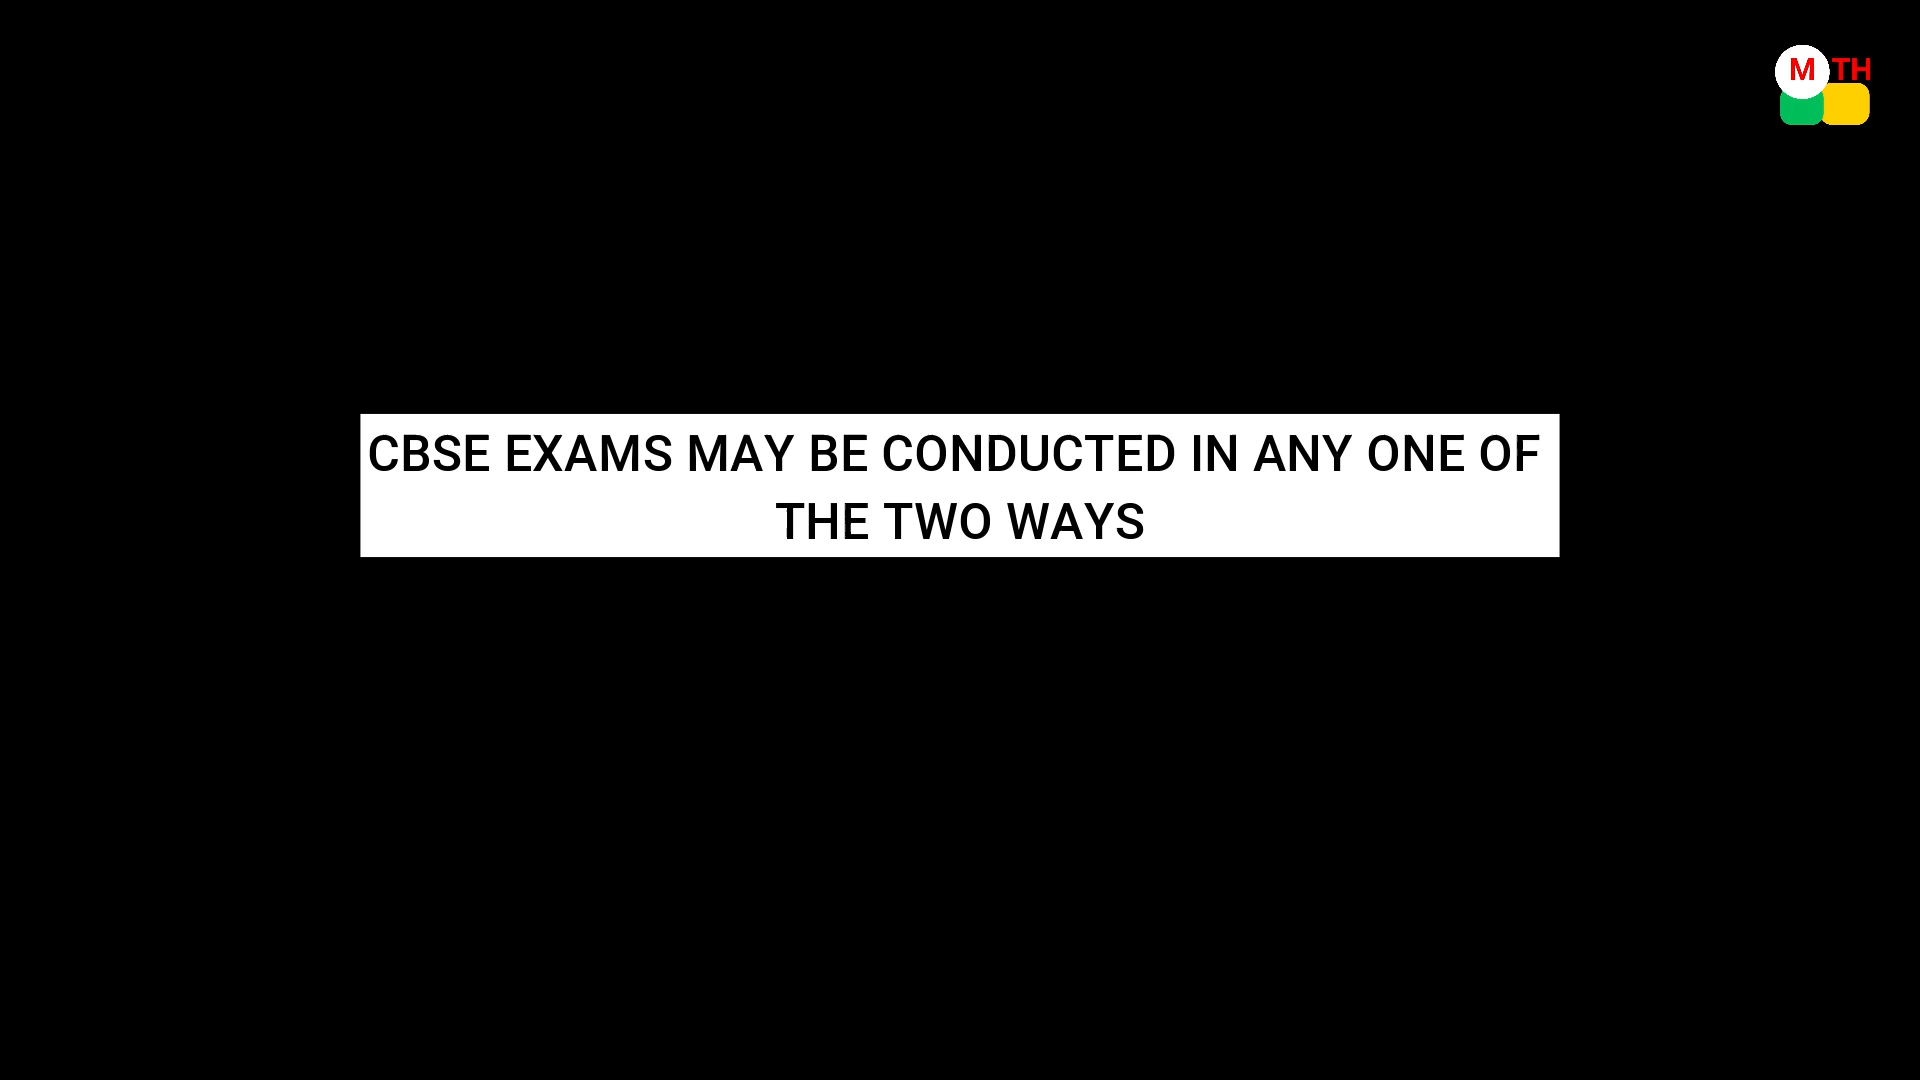 M TH
CBSE EXAMS MAY BE CONDUCTED IN ANY ONE OF
THE TWO WAYS